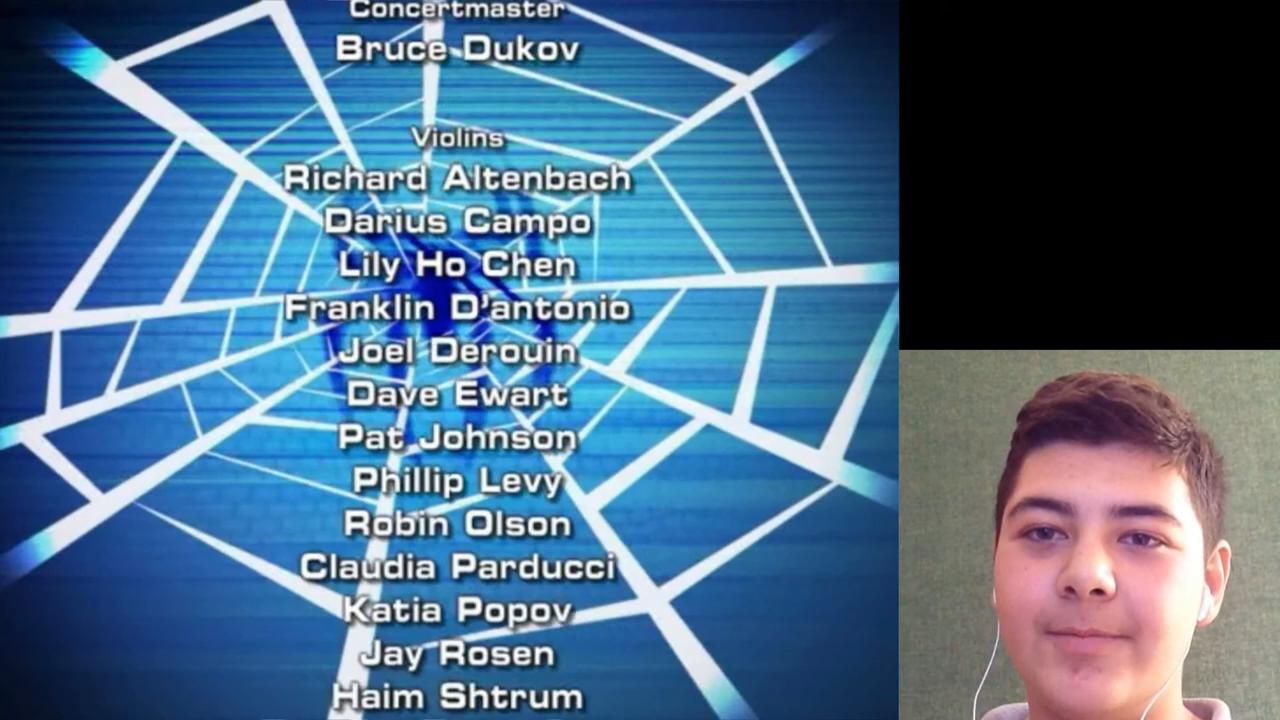 Concertmaster
Bruce Dukov
Violins
Richard Altenbach
Darius Campo
Lily Ho Chen
Franklin D'antonio
Joel Derouin
Dave Ewart
Pat Johnson
Phillip Levy
Robin Olson
Claudia Parducci
Katia Popov
Jay Rosen
Haim Shtrum